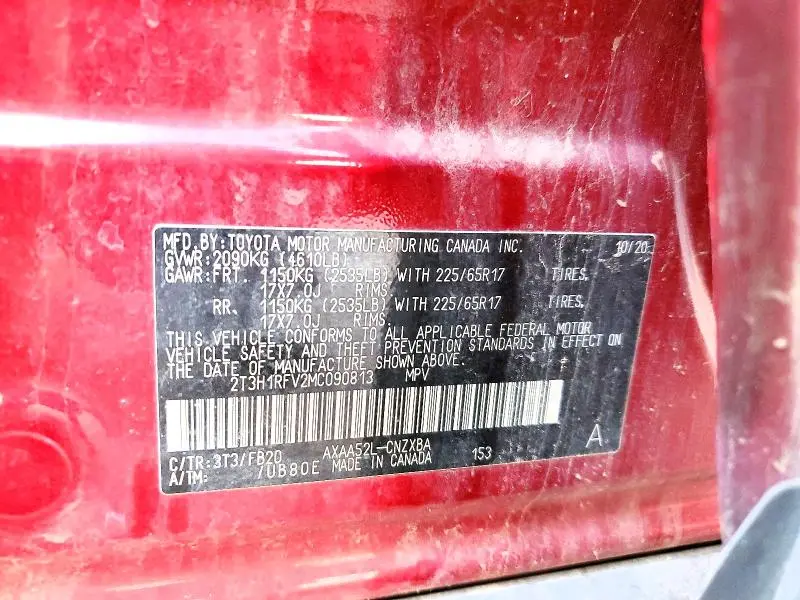 MFD.BY:TOYOTA MOTOR MANUFACTURING CANADA INC. 10/20
GVWR:2090KG (4610LB)
GAWR:FRT. 1150KG (2535LB) WITH 225/65R17 TIRES,
17X7.0J RIMS,
RR. 1150KG (2535LB) WITH 225/65R17 TIRES,
17X7.0J RIMS,
THIS VEHICLE CONFORMS TO ALL APPLICABLE FEDERAL MOTOR
VEHICLE SAFETY AND THEFT PREVENTION STANDARDS IN EFFECT ON
THE DATE OF MANUFACTURE SHOWN ABOVE.
2T3H1RFV2MC090813 MPV
A
C/TR:3T3/FB20 AXAA52L-CNZXBA 153
A/TM: /UB80E MADE IN CANADA